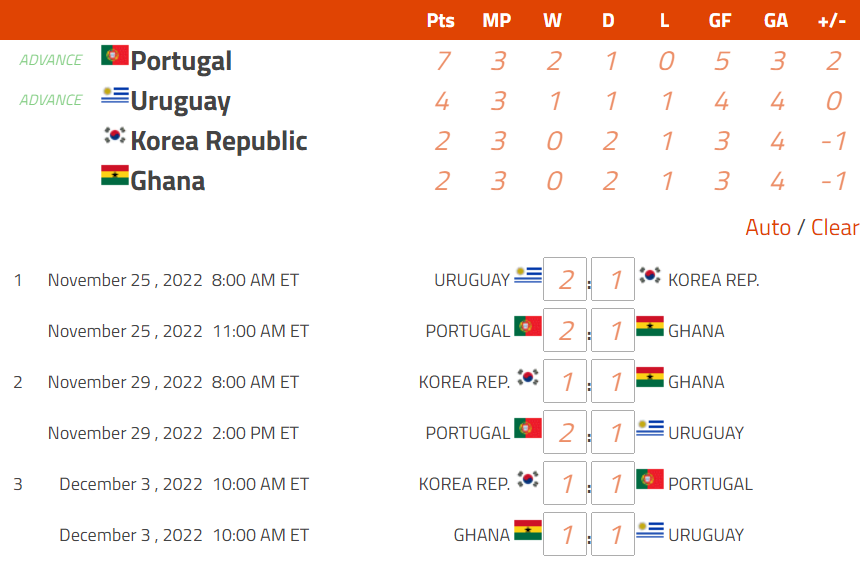 Pts MP W D L GF GA +/-
ADVANCE Portugal 7 3 2 1 0 5 3 2
ADVANCE Uruguay 4 3 1 1 1 4 4 0
Korea Republic 2 3 0 2 1 3 4 -1
Ghana 2 3 0 2 1 3 4 -1
Auto / Clear
1 November 25 , 2022 8:00 AM ET URUGUAY 2 : 1 KOREA REP.
November 25 , 2022 11:00 AM ET PORTUGAL 2 : 1 GHANA
2 November 29 , 2022 8:00 AM ET KOREA REP. 1 : 1 GHANA
November 29 , 2022 2:00 PM ET PORTUGAL 2 : 1 URUGUAY
3 December 3 , 2022 10:00 AM ET KOREA REP. 1 : 1 PORTUGAL
December 3 , 2022 10:00 AM ET GHANA 1 : 1 URUGUAY